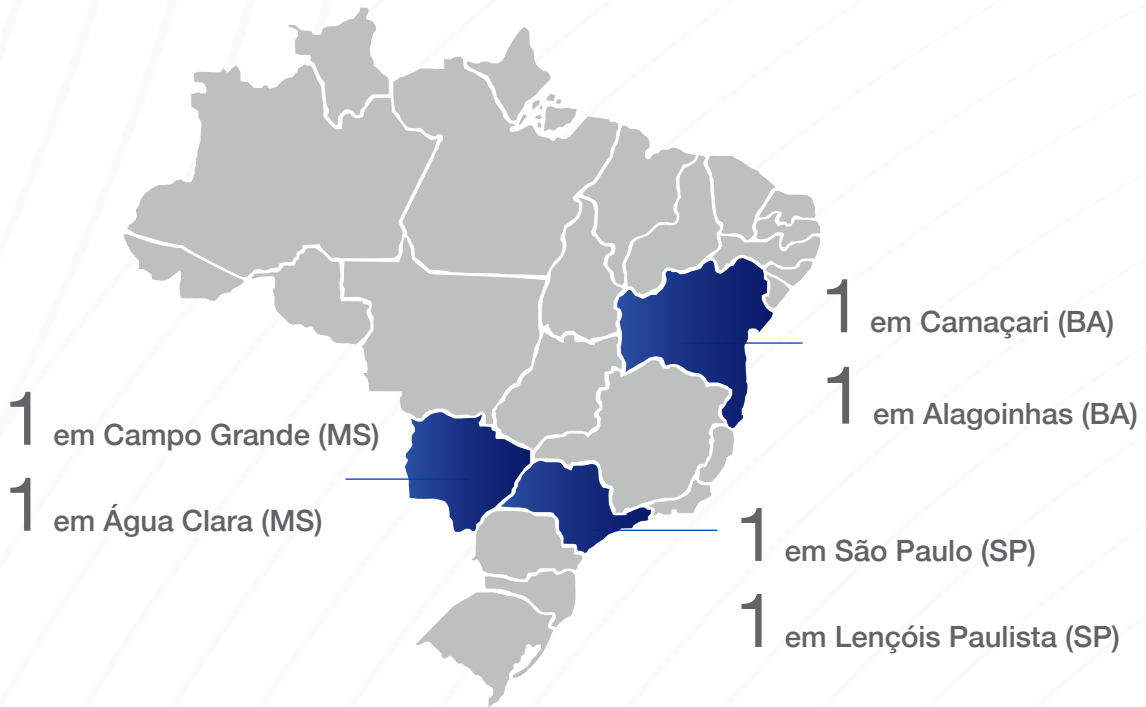 1 em Camaçari (BA)
1 em Alagoinhas (BA)
1 em Campo Grande (MS)
1 em Água Clara (MS)
1 em São Paulo (SP)
1 em Lençóis Paulista (SP)